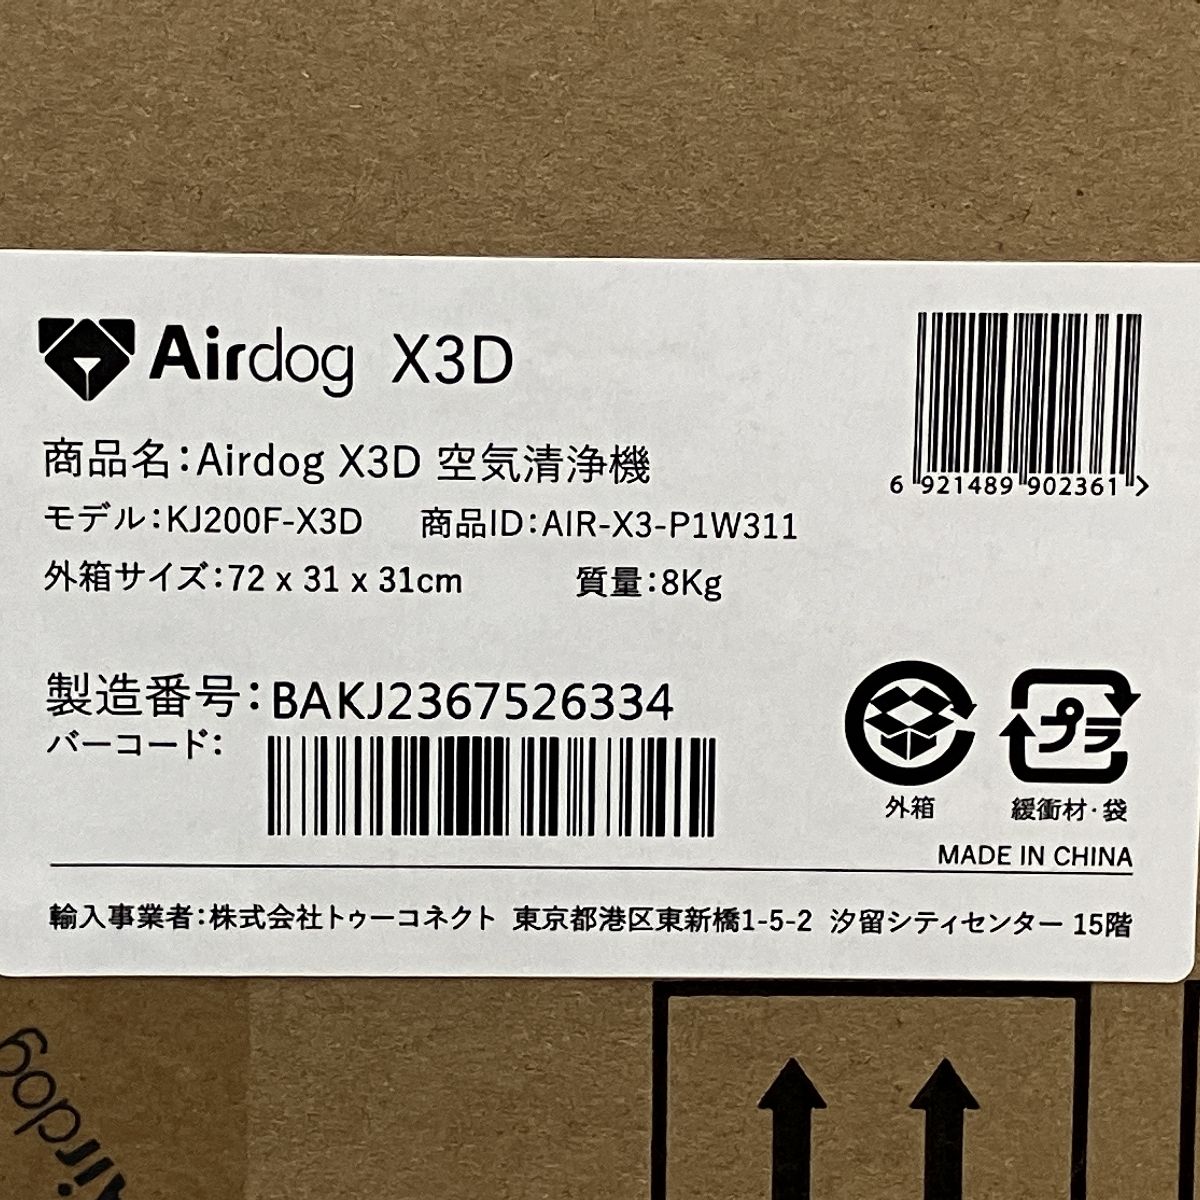 Airdog X3D
商品名：Airdog X3D 空気清浄機
モデル：KJ200F-X3D 商品ID：AIR-X3-P1W311
外箱サイズ：72 x 31 x 31cm 質量：8Kg
6 921489 902361 >
製造番号：BAKJ2367526334
バーコード：
プラ
外箱 緩衝材・袋
MADE IN CHINA
輸入事業者：株式会社トゥーコネクト 東京都港区東新橋1-5-2 汐留シティセンター 15階
Airdog